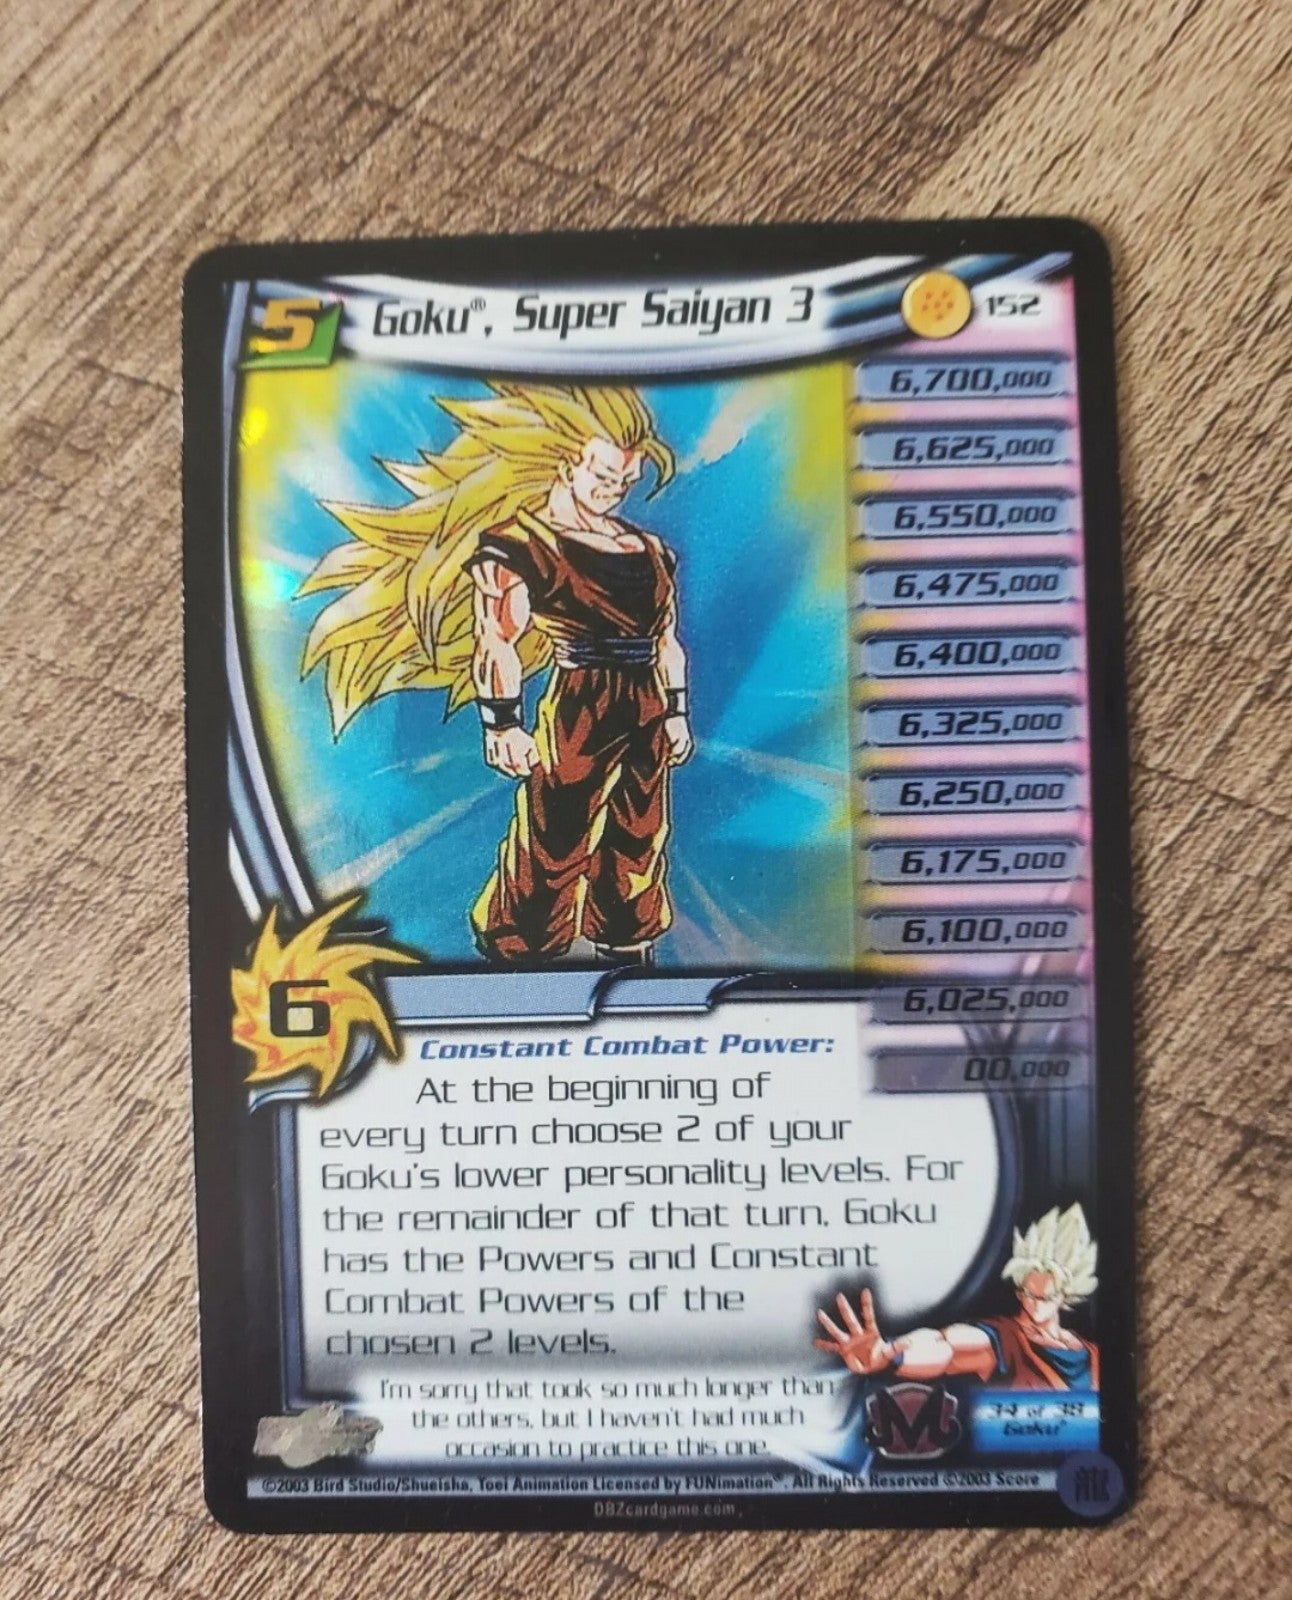 5
Goku®, Super Saiyan 3
152
6,700,000
6,625,000
6,550,000
6,475,000
6,400,000
6,325,000
6,250,000
6,175,000
6,100,000
6,025,000
00,000
6
Constant Combat Power:
At the beginning of
every turn choose 2 of your
Goku's lower personality levels. For
the remainder of that turn, Goku
has the Powers and Constant
Combat Powers of the
chosen 2 levels.
I'm sorry that took so much longer than
the others, but I haven't had much
occasion to practice this one.
M
34 of 38
Goku®
©2003 Bird Studio/Shueisha, Toei Animation Licensed by FUNimation®. All Rights Reserved ©2003 Score
DBZcardgame.com